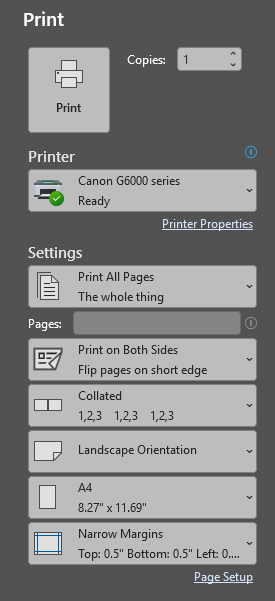 Print
Copies: 1
Print
Printer
Canon G6000 series
Ready
Printer Properties
Settings
Print All Pages
The whole thing
Pages:
Print on Both Sides
Flip pages on short edge
Collated
1,2,3 1,2,3 1,2,3
Landscape Orientation
A4
8.27" x 11.69"
Narrow Margins
Top: 0.5" Bottom: 0.5" Left: 0....
Page Setup